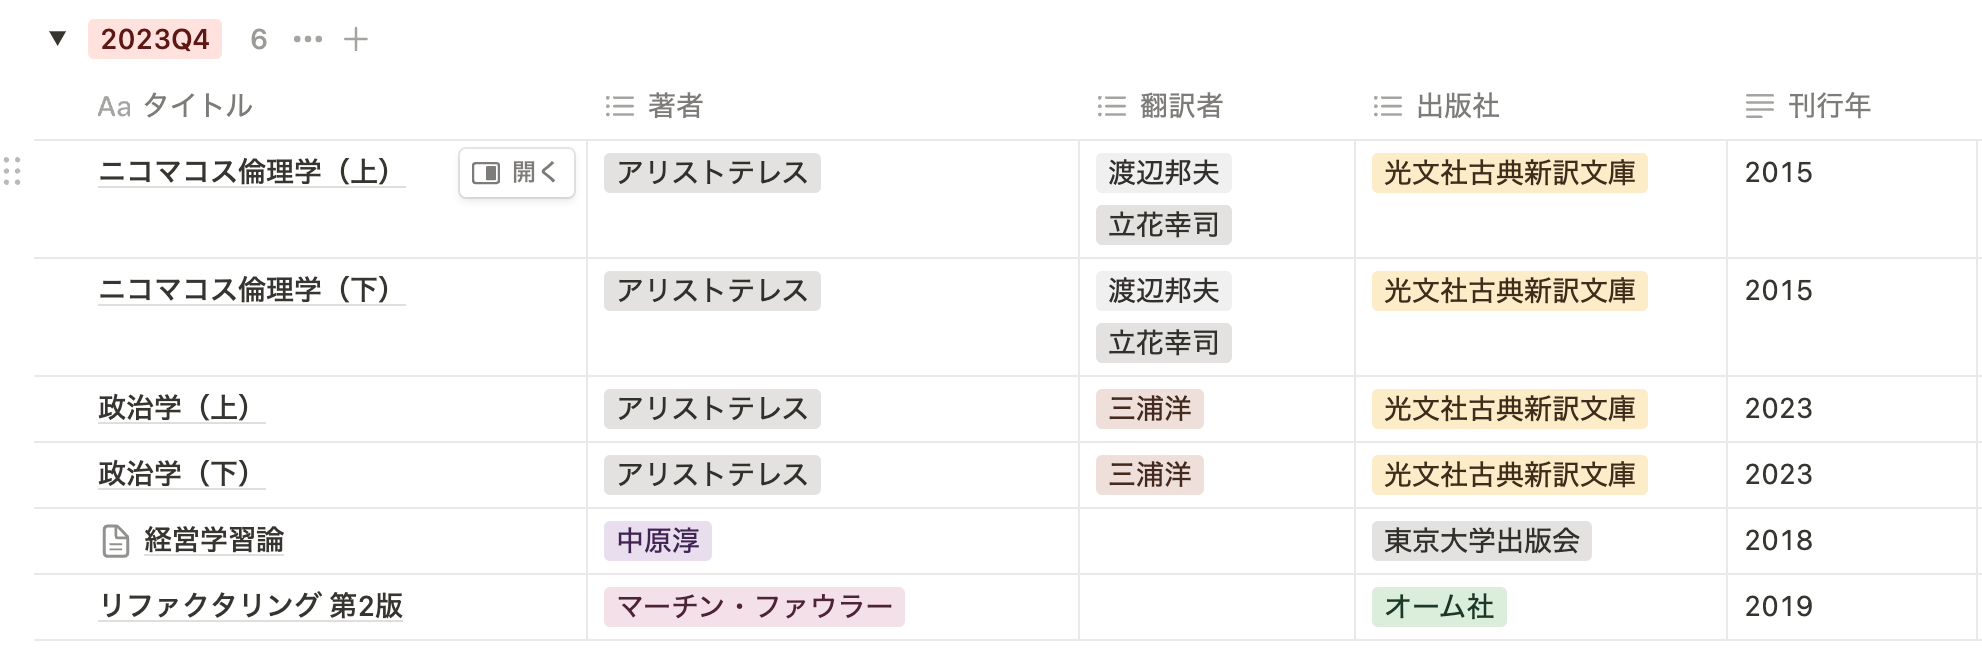 2023Q4 6
Aa タイトル 著者 翻訳者 出版社 刊行年
ニコマコス倫理学（上） 開く アリストテレス 渡辺邦夫 光文社古典新訳文庫 2015
立花幸司
ニコマコス倫理学（下） アリストテレス 渡辺邦夫 光文社古典新訳文庫 2015
立花幸司
政治学（上） アリストテレス 三浦洋 光文社古典新訳文庫 2023
政治学（下） アリストテレス 三浦洋 光文社古典新訳文庫 2023
経営学習論 中原淳 東京大学出版会 2018
リファクタリング 第2版 マーチン・ファウラー オーム社 2019